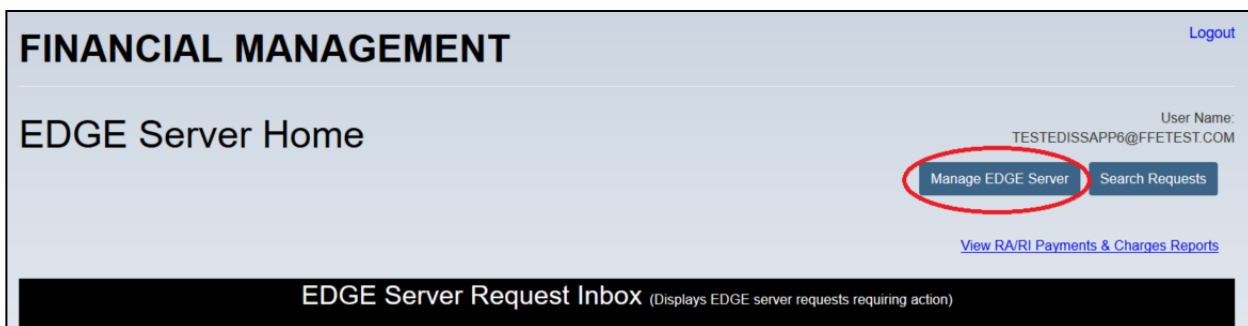 Logout
FINANCIAL MANAGEMENT
EDGE Server Home
User Name:
TESTEDISSAPP6@FFETEST.COM
Manage EDGE Server
Search Requests
View RA/RI Payments & Charges Reports
EDGE Server Request Inbox (Displays EDGE server requests requiring action)